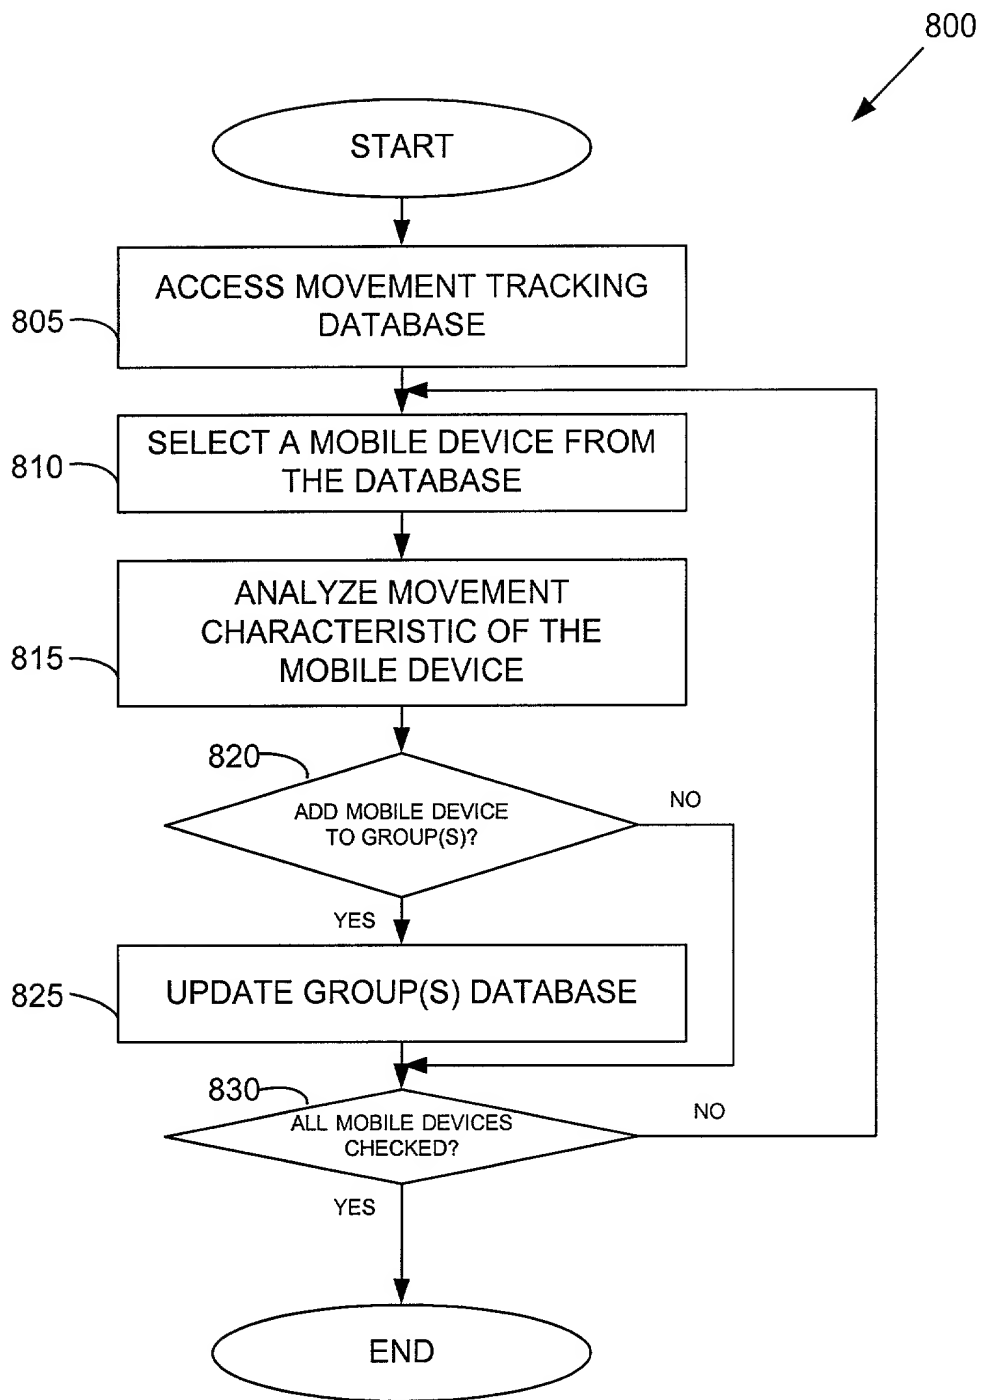 800
START
ACCESS MOVEMENT TRACKING
DATABASE
805
SELECT A MOBILE DEVICE FROM
THE DATABASE
810
ANALYZE MOVEMENT
CHARACTERISTIC OF THE
MOBILE DEVICE
815
820
ADD MOBILE DEVICE
TO GROUP(S)?
NO
YES
UPDATE GROUP(S) DATABASE
825
830
ALL MOBILE DEVICES
CHECKED?
NO
YES
END